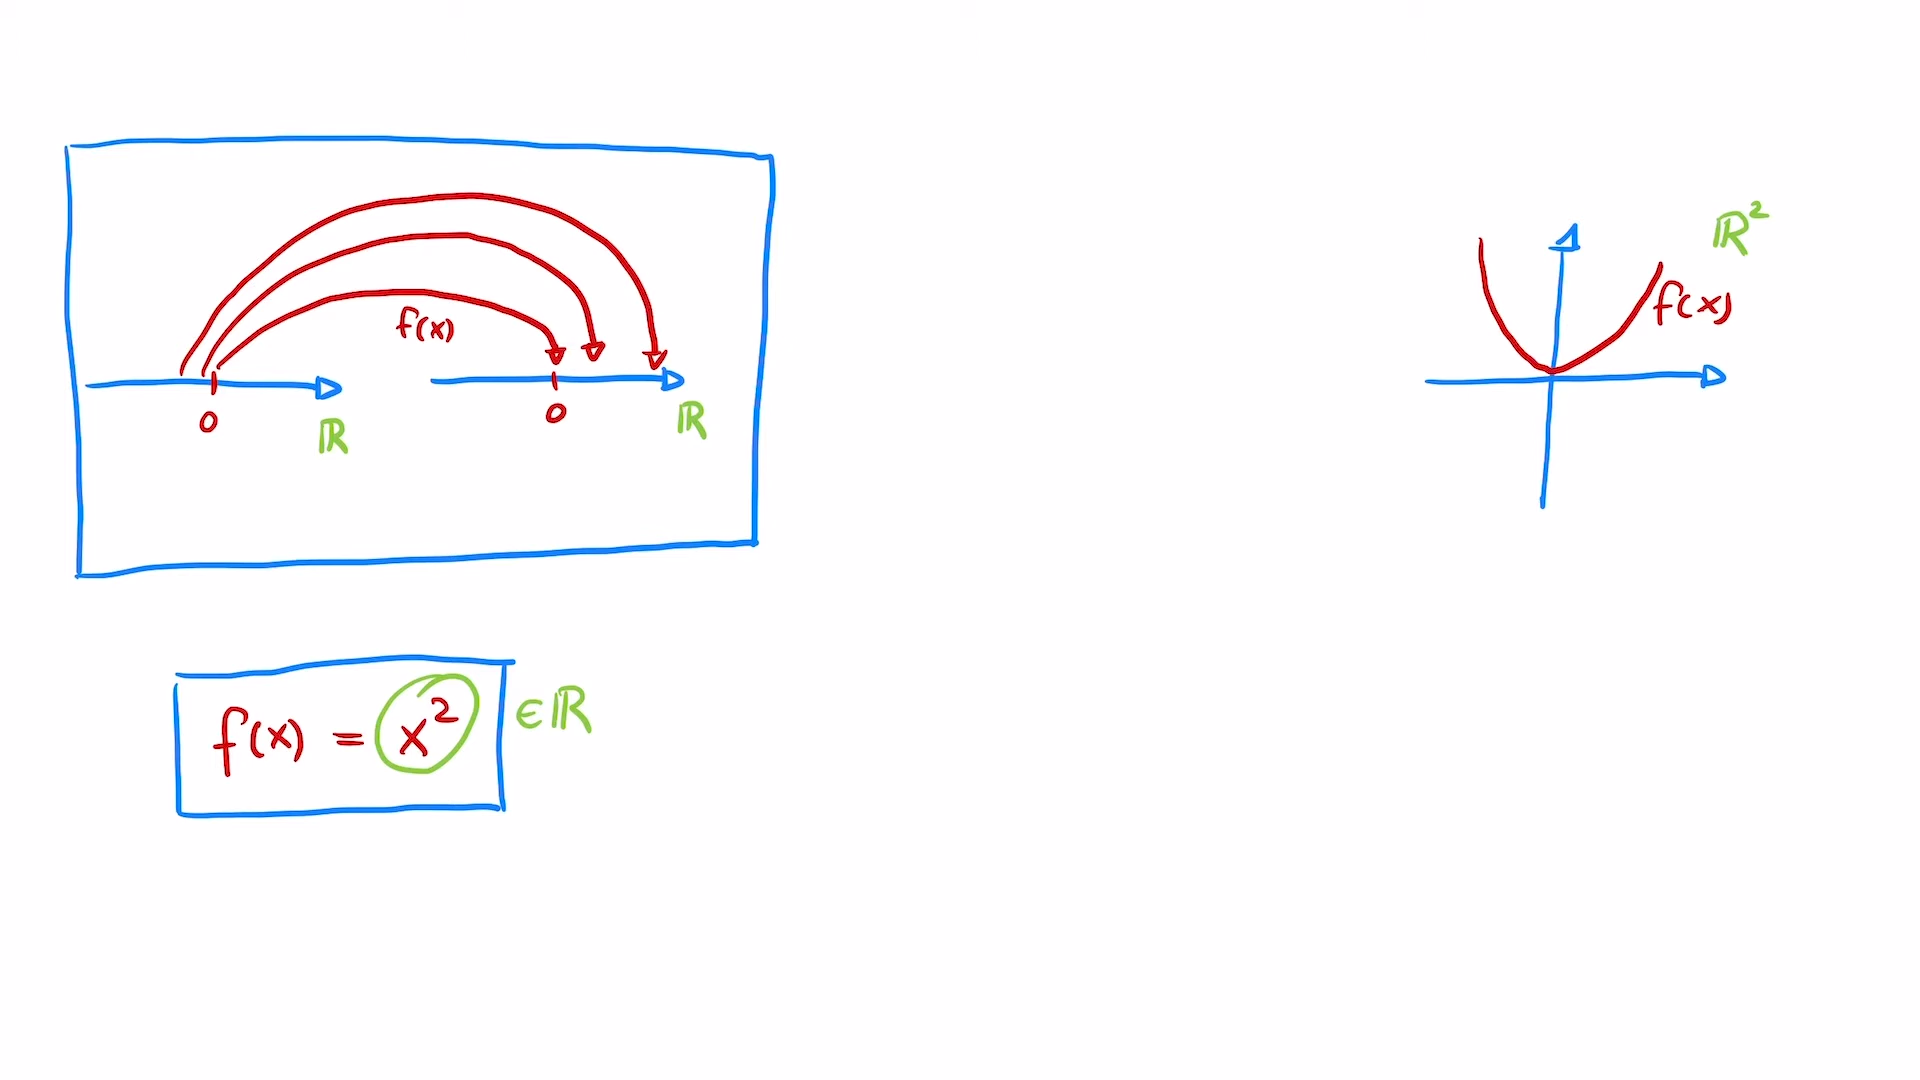 f(x)
0
ℝ
0
ℝ
f(x) = x²
∈ℝ
ℝ²
f(x)